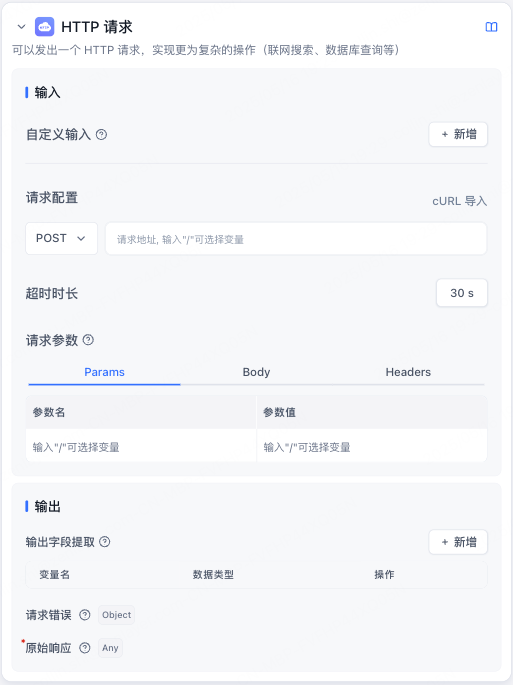 HTTP 请求
可以发出一个 HTTP 请求，实现更为复杂的操作（联网搜索、数据库查询等）
输入
自定义输入
+ 新增
请求配置
cURL 导入
POST
请求地址, 输入"/"可选择变量
超时时长
30 s
请求参数
Params Body Headers
参数名 参数值
输入"/"可选择变量 输入"/"可选择变量
输出
输出字段提取
+ 新增
变量名 数据类型 操作
请求错误 Object
*原始响应 Any